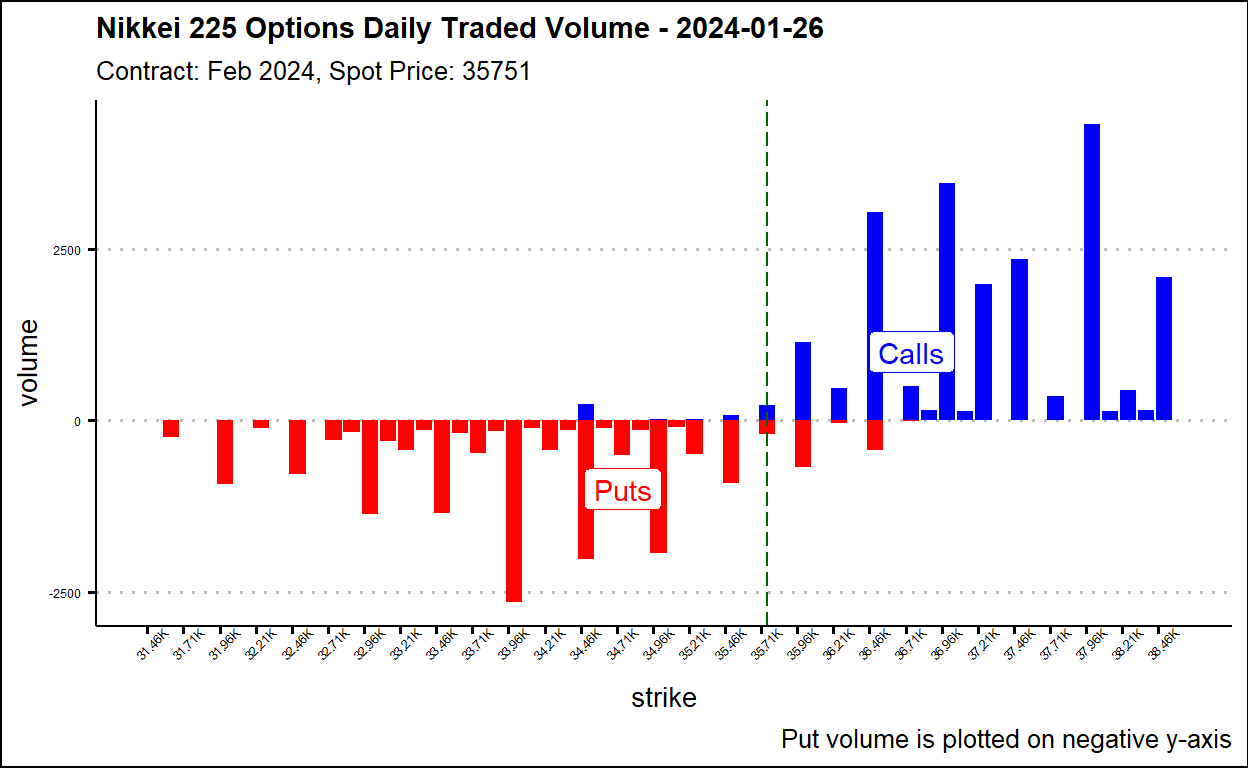 Nikkei 225 Options Daily Traded Volume - 2024-01-26
Contract: Feb 2024, Spot Price: 35751
volume
2500
0
-2500
Calls
Puts
31.46K 31.71K 31.96K 32.21K 32.46K 32.71K 32.96K 33.21K 33.46K 33.71K 33.96K 34.21K 34.46K 34.71K 34.96K 35.21K 35.46K 35.71K 35.96K 36.21K 36.46K 36.71K 36.96K 37.21K 37.46K 37.71K 37.96K 38.21K 38.46K
strike
Put volume is plotted on negative y-axis